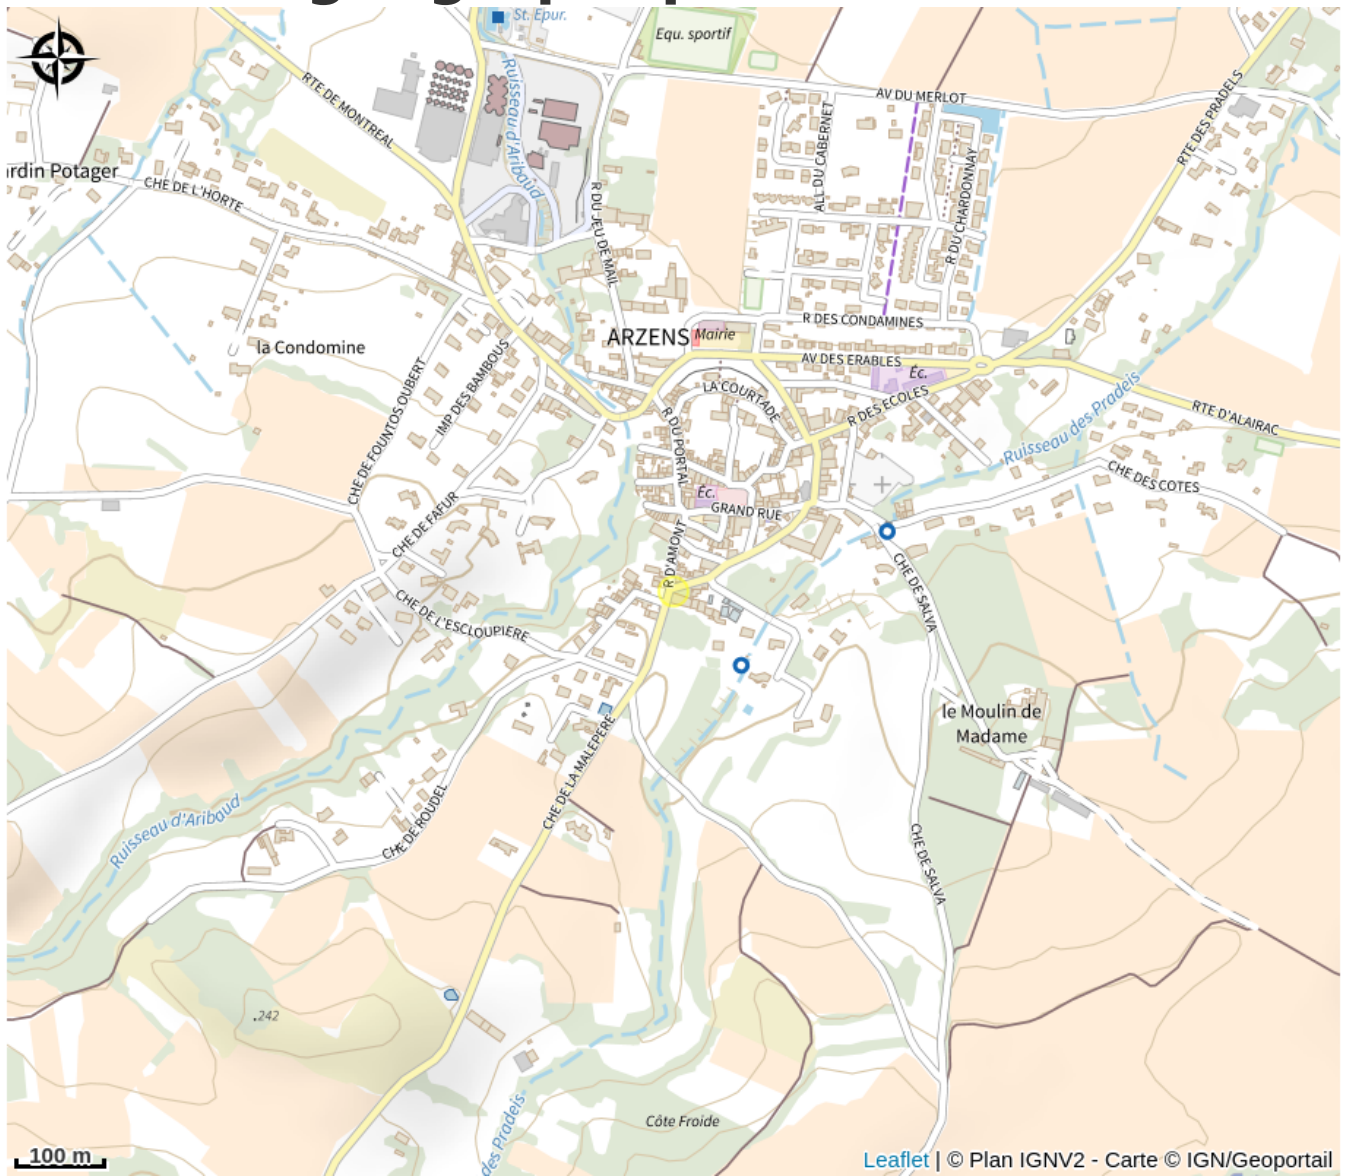 St. Epur.
Equ. sportif
Ruisseau d'Aribaud
RTE DE MONTREAL
AV DU MERLOT
RTE DES PRADELS
ALL DU CABERNET
R DU CHARDONNAY
rdin Potager
CHE DE L'HORTE
R DU JEU DE MAIL
R DES CONDAMINES
ARZENS
Mairie
la Condomine
AV DES ERABLES
Éc.
IMP DES BAMBOUS
CHE DE FOUNTOS OUBERT
LA COURTADE
R DES ECOLES
Ruisseau des Pradels
RTE D'ALAIRAC
R DU PORTAL
CHE DES COTES
Éc.
GRAND RUE
CHE DE FAFUR
R D'AMONT
CHE DE SALVA
CHE DE L'ESCLOUPIERE
le Moulin de
Madame
CHE DE LA MALEPERE
Ruisseau d'Aribaud
CHE DE ROUDEL
CHE DE SALVA
.242
Côte Froide
des Pradels
100 m
Leaflet | © Plan IGNV2 - Carte © IGN/Geoportail